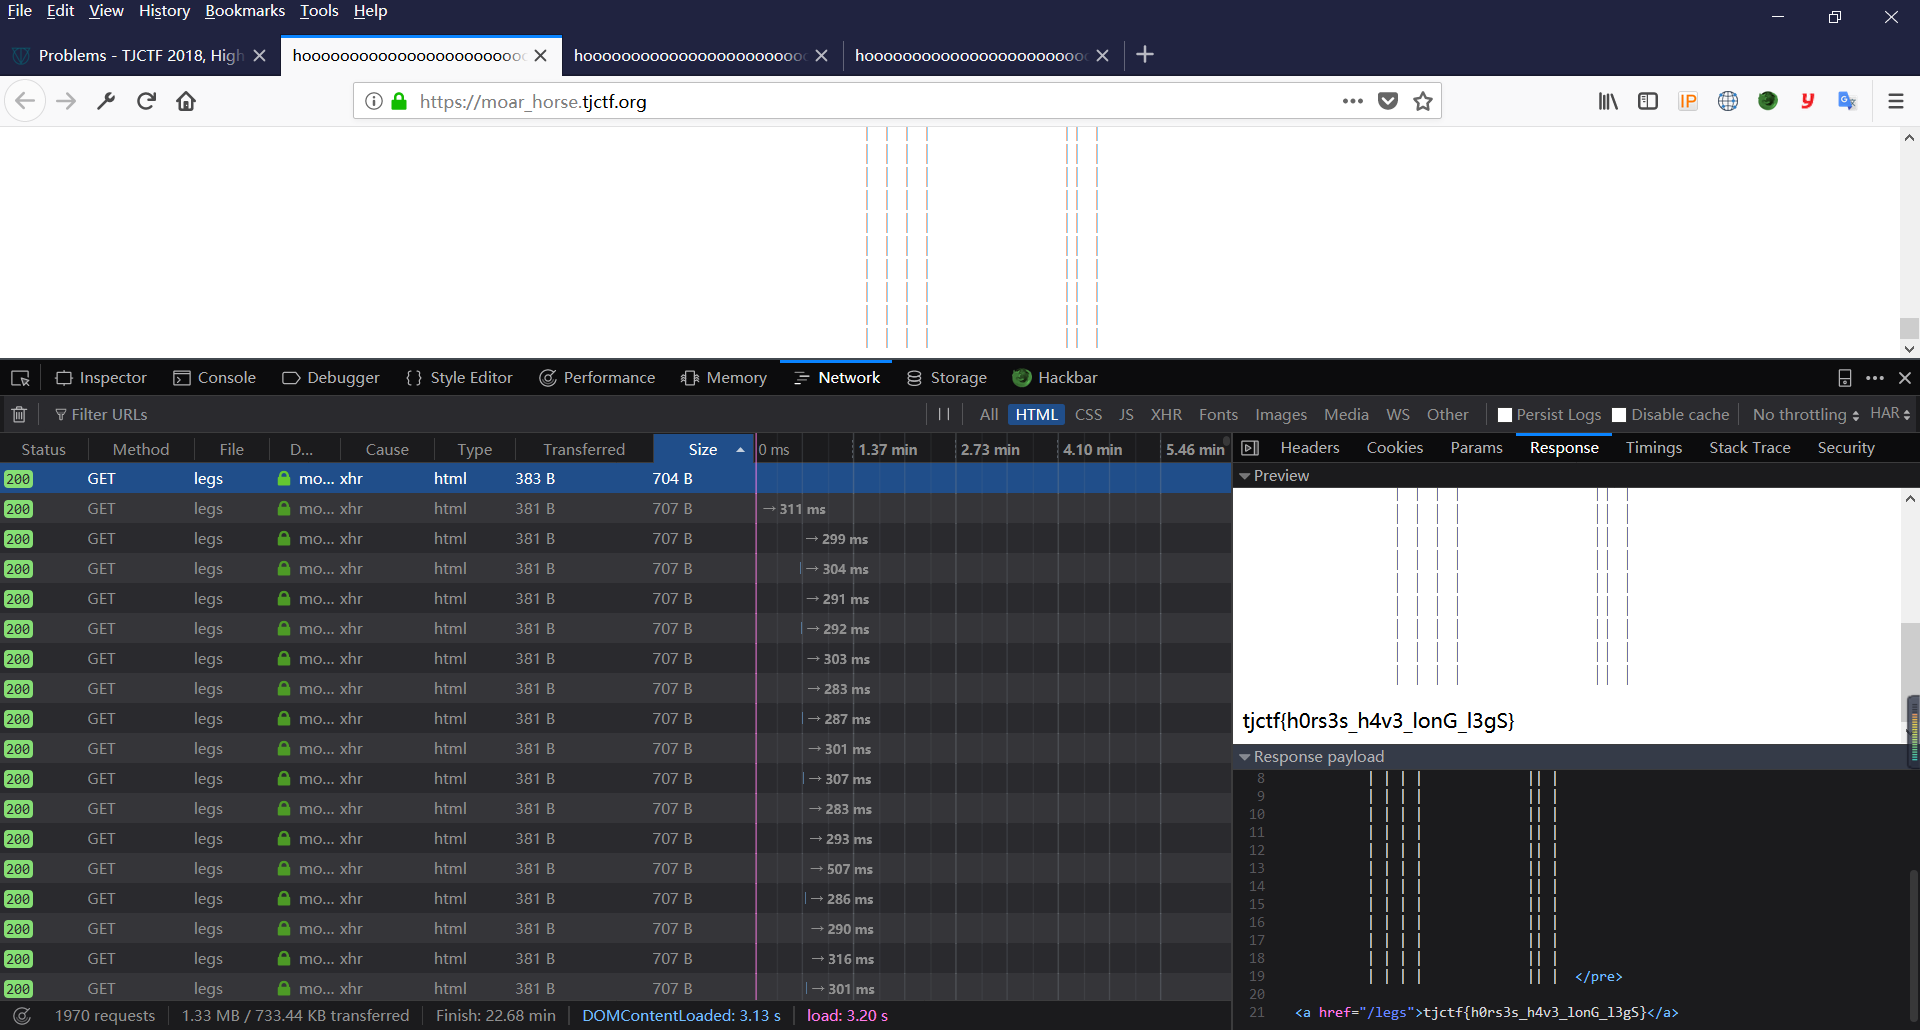 File Edit View History Bookmarks Tools Help
Problems - TJCTF 2018, High
https://moar_horse.tjctf.org
Inspector Console Debugger {} Style Editor Performance Memory Network Storage Hackbar
Filter URLs All HTML CSS JS XHR Fonts Images Media WS Other Persist Logs Disable cache No throttling HAR
Status Method File D... Cause Type Transferred Size 0 ms 1.37 min 2.73 min 4.10 min 5.46 min Headers Cookies Params Response Timings Stack Trace Security
Preview
200 GET legs mo... xhr html 383 B 704 B
200 GET legs mo... xhr html 381 B 707 B → 311 ms
200 GET legs mo... xhr html 381 B 707 B → 299 ms
200 GET legs mo... xhr html 381 B 707 B → 304 ms
200 GET legs mo... xhr html 381 B 707 B → 291 ms
200 GET legs mo... xhr html 381 B 707 B → 292 ms
200 GET legs mo... xhr html 381 B 707 B → 303 ms
200 GET legs mo... xhr html 381 B 707 B → 283 ms
200 GET legs mo... xhr html 381 B 707 B → 287 ms
200 GET legs mo... xhr html 381 B 707 B → 301 ms
200 GET legs mo... xhr html 381 B 707 B → 307 ms
200 GET legs mo... xhr html 381 B 707 B → 283 ms
200 GET legs mo... xhr html 381 B 707 B → 293 ms
200 GET legs mo... xhr html 381 B 707 B → 507 ms
200 GET legs mo... xhr html 381 B 707 B → 286 ms
200 GET legs mo... xhr html 381 B 707 B → 290 ms
200 GET legs mo... xhr html 381 B 707 B → 316 ms
200 GET legs mo... xhr html 381 B 707 B → 301 ms
tjctf{h0rs3s_h4v3_lonG_l3gS}
Response payload
8 | | | | || |
9 | | | | || |
10 | | | | || |
11 | | | | || |
12 | | | | || |
13 | | | | || |
14 | | | | || |
15 | | | | || |
16 | | | | || |
17 | | | | || |
18 | | | | || |
19 | | | | || | </pre>
20
21 <a href="/legs">tjctf{h0rs3s_h4v3_lonG_l3gS}</a>
1970 requests 1.33 MB / 733.44 KB transferred Finish: 22.68 min DOMContentLoaded: 3.13 s load: 3.20 s